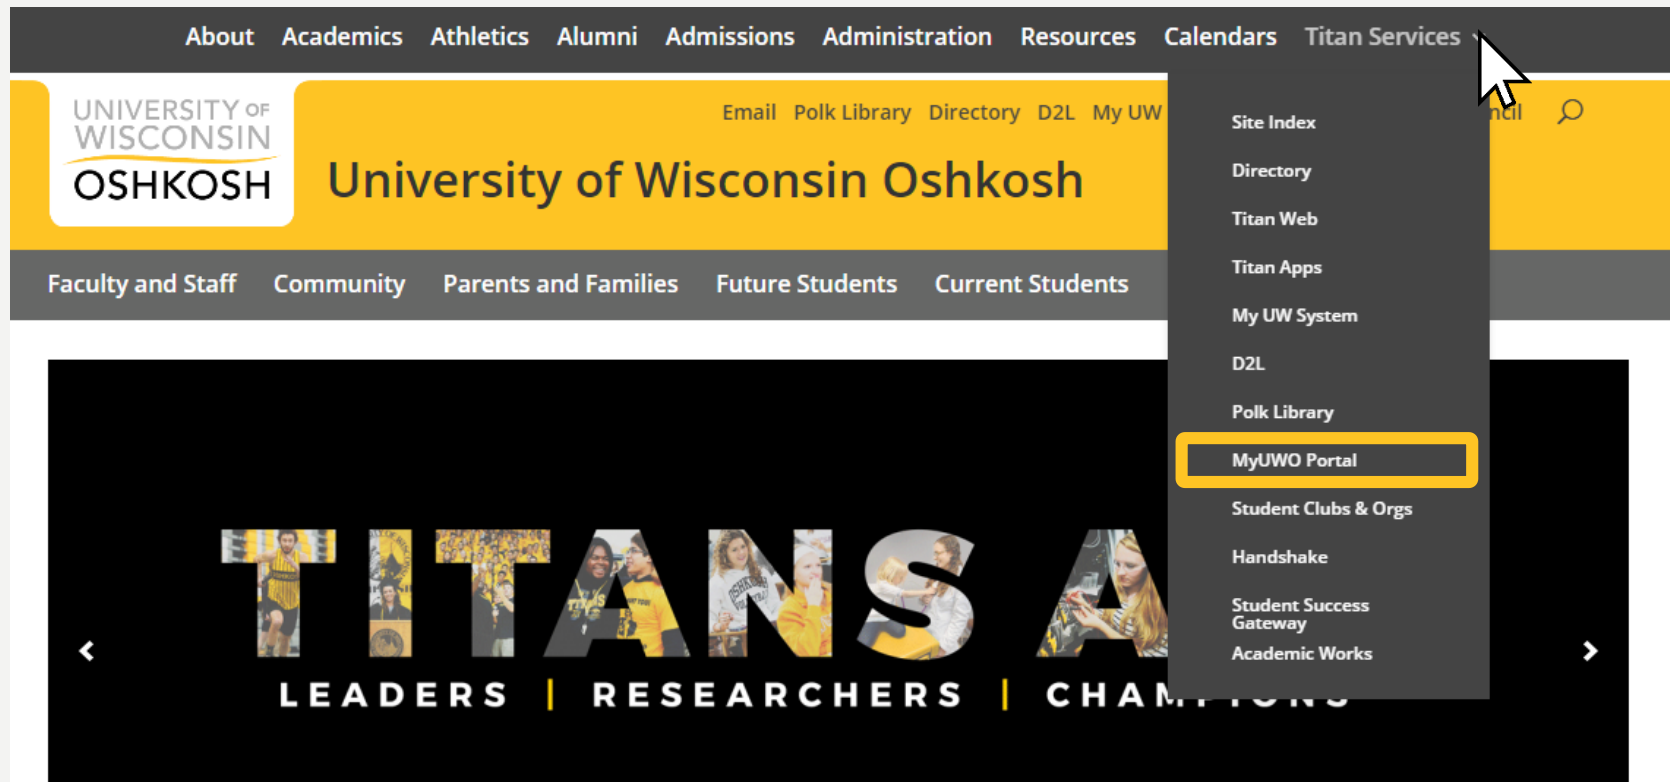 About Academics Athletics Alumni Admissions Administration Resources Calendars Titan Services
UNIVERSITY OF
WISCONSIN
OSHKOSH
Email Polk Library Directory D2L My UW
University of Wisconsin Oshkosh
Faculty and Staff Community Parents and Families Future Students Current Students
Site Index
Directory
Titan Web
Titan Apps
My UW System
D2L
Polk Library
MyUWO Portal
Student Clubs & Orgs
Handshake
Student Success
Gateway
Academic Works
TITANS A
LEADERS | RESEARCHERS | CHAMPIONS